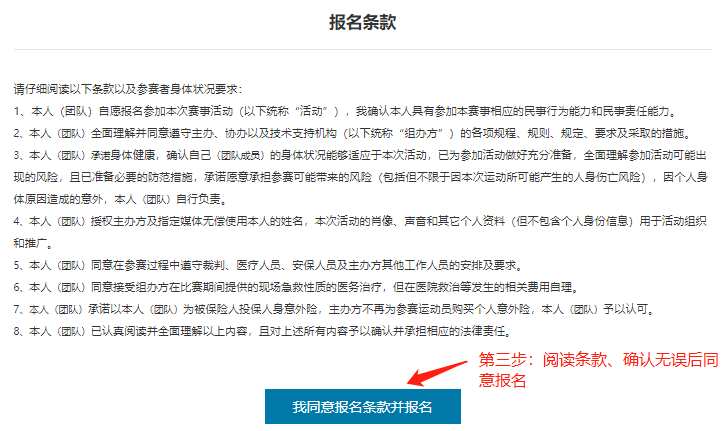 报名条款
请仔细阅读以下条款以及参赛者身体状况要求：
1、本人（团队）自愿报名参加本次赛事活动（以下统称“活动”），我确认本人具有参加本赛事相应的民事行为能力和民事责任能力。
2、本人（团队）全面理解并同意遵守主办、协办以及技术支持机构（以下统称“组办方”）的各项规程、规则、规定、要求及采取的措施。
3、本人（团队）承诺身体健康，确认自己（团队成员）的身体状况能够适应于本次活动，已为参加活动做好充分准备，全面理解参加活动可能出
现的风险，且已准备必要的防范措施，承诺愿意承担参赛可能带来的风险（包括但不限于因本次运动所可能产生的人身伤亡风险），因个人身
体原因造成的意外，本人（团队）自行负责。
4、本人（团队）授权主办方及指定媒体无偿使用本人的姓名，本次活动的肖像、声音和其它个人资料（但不包含个人身份信息）用于活动组织
和推广。
5、本人（团队）同意在参赛过程中遵守裁判、医疗人员、安保人员及主办方其他工作人员的安排及要求。
6、本人（团队）同意接受组办方在比赛期间提供的现场急救性质的医务治疗，但在医院救治等发生的相关费用自理。
7、本人（团队）承诺以本人（团队）为被保险人投保人身意外险，主办方不再为参赛运动员购买个人意外险，本人（团队）予以认可。
8、本人（团队）已认真阅读并全面理解以上内容，且对上述所有内容予以确认并承担相应的法律责任。
第三步：阅读条款、确认无误后同
意报名
我同意报名条款并报名